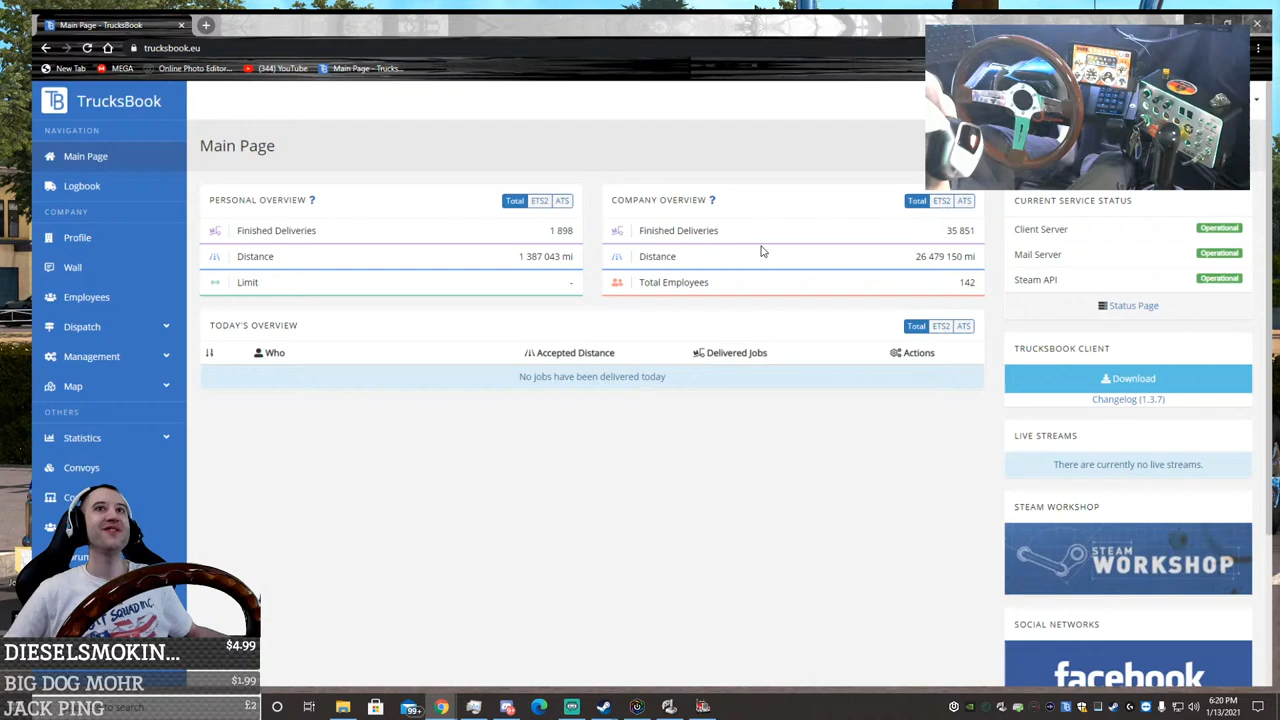 Main Page - TrucksBook
trucksbook.eu
New Tab MEGA Online Photo Editor... (344) YouTube Main Page - Trucks...
TB TrucksBook
NAVIGATION
Main Page
Logbook
COMPANY
Profile
Wall
Employees
Dispatch
Management
Map
OTHERS
Statistics
Convoys
Main Page
PERSONAL OVERVIEW ? Total ETS2 ATS
Finished Deliveries 1 898
Distance 1 387 043 mi
Limit -
COMPANY OVERVIEW ? Total ETS2 ATS
Finished Deliveries 35 851
Distance 26 479 150 mi
Total Employees 142
TODAY'S OVERVIEW Total ETS2 ATS
Who Accepted Distance Delivered Jobs Actions
No jobs have been delivered today
CURRENT SERVICE STATUS
Client Server Operational
Mail Server Operational
Steam API Operational
Status Page
TRUCKSBOOK CLIENT
Download
Changelog (1.3.7)
LIVE STREAMS
There are currently no live streams.
STEAM WORKSHOP
STEAM WORKSHOP
SOCIAL NETWORKS
facebook
DIESELSMOKIN... $4.99
BIG DOG MOHR $1.99
JACK PING £2
to search
99+
6:20 PM
1/13/2021